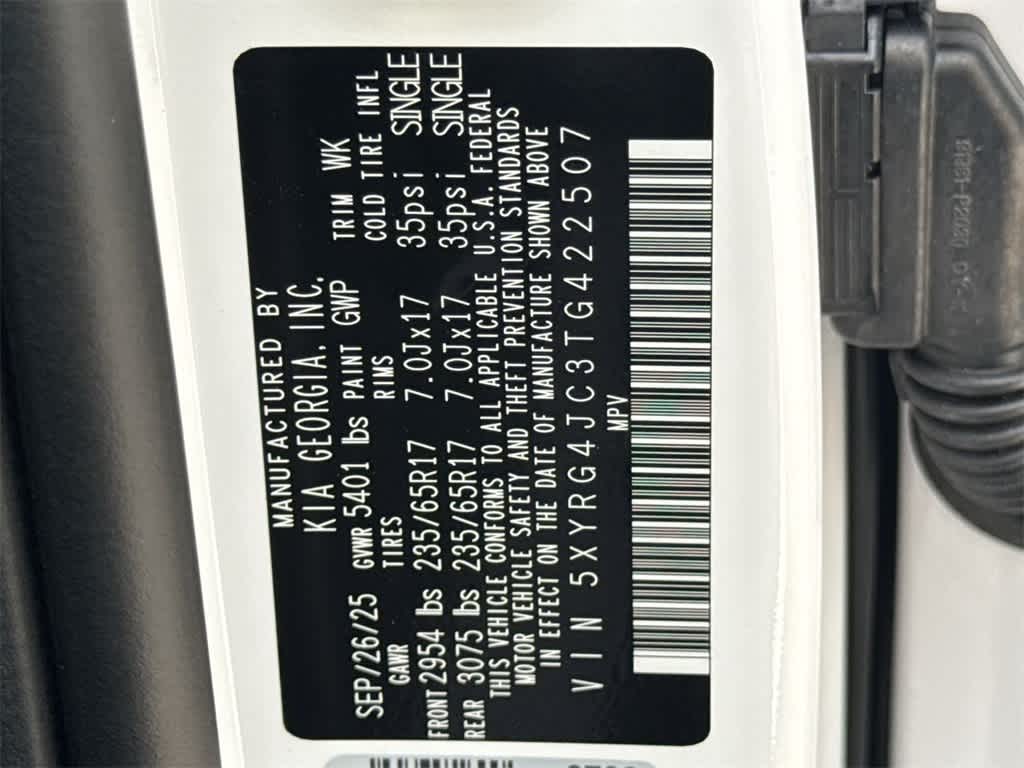 MANUFACTURED BY
KIA GEORGIA, INC.
SEP/26/25 GVWR 5401 lbs PAINT GWP TRIM WK
GAWR TIRES RIMS COLD TIRE INFL
FRONT 2954 lbs 235/65R17 7.0Jx17 35psi SINGLE
REAR 3075 lbs 235/65R17 7.0Jx17 35psi SINGLE
THIS VEHICLE CONFORMS TO ALL APPLICABLE U.S.A. FEDERAL
MOTOR VEHICLE SAFETY AND THEFT PREVENTION STANDARDS
IN EFFECT ON THE DATE OF MANUFACTURE SHOWN ABOVE
VIN 5XYRG4JC3TG422507
MPV